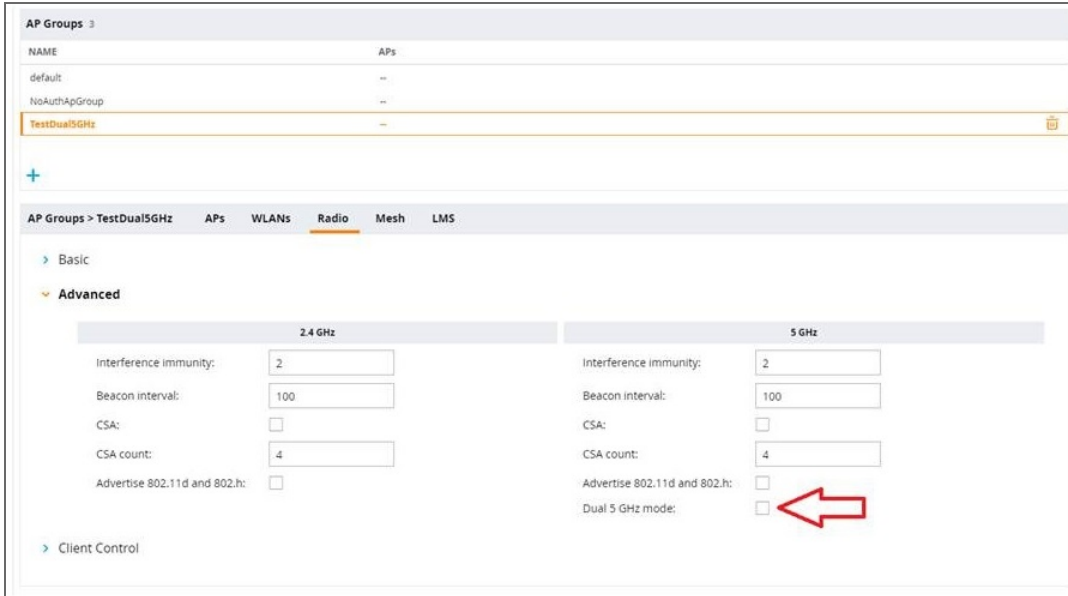 AP Groups 3
NAME APs
default --
NoAuthApGroup --
TestDual5GHz --
+
AP Groups > TestDual5GHz APs WLANs Radio Mesh LMS
> Basic
Advanced
2.4 GHz 5 GHz
Interference immunity: 2 Interference immunity: 2
Beacon interval: 100 Beacon interval: 100
CSA: CSA:
CSA count: 4 CSA count: 4
Advertise 802.11d and 802.h: Advertise 802.11d and 802.h:
Dual 5 GHz mode:
> Client Control